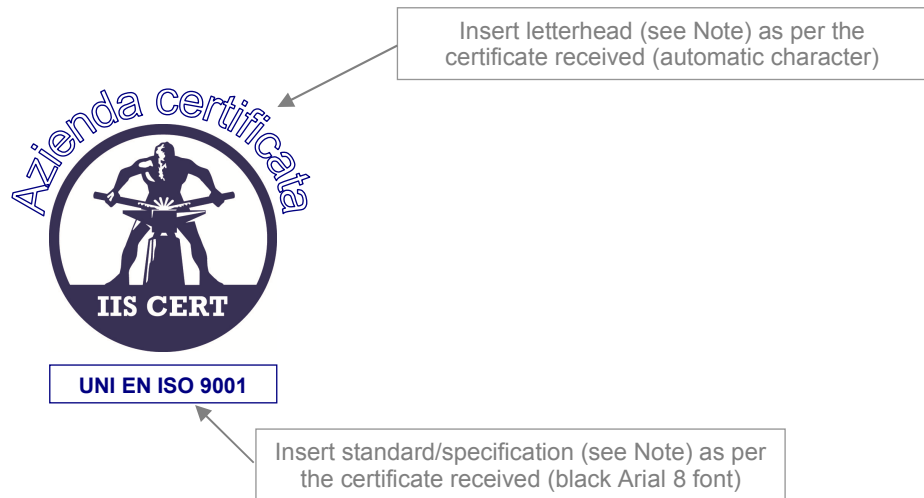 Insert letterhead (see Note) as per the
certificate received (automatic character)
Azienda certificata
IIS CERT
UNI EN ISO 9001
Insert standard/specification (see Note) as per
the certificate received (black Arial 8 font)